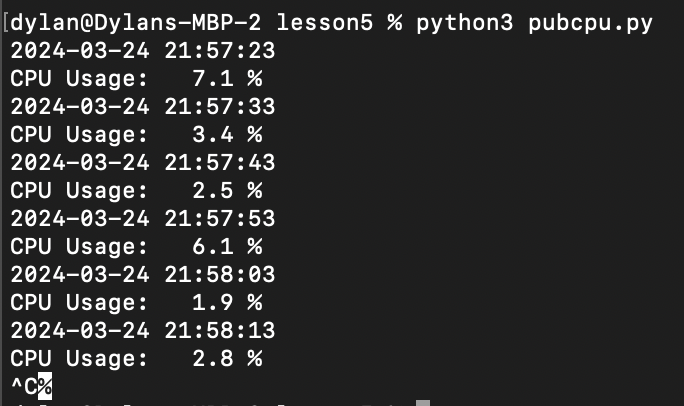 [dylan@Dylans-MBP-2 lesson5 % python3 pubcpu.py
2024-03-24 21:57:23
CPU Usage:   7.1 %
2024-03-24 21:57:33
CPU Usage:   3.4 %
2024-03-24 21:57:43
CPU Usage:   2.5 %
2024-03-24 21:57:53
CPU Usage:   6.1 %
2024-03-24 21:58:03
CPU Usage:   1.9 %
2024-03-24 21:58:13
CPU Usage:   2.8 %
^C%